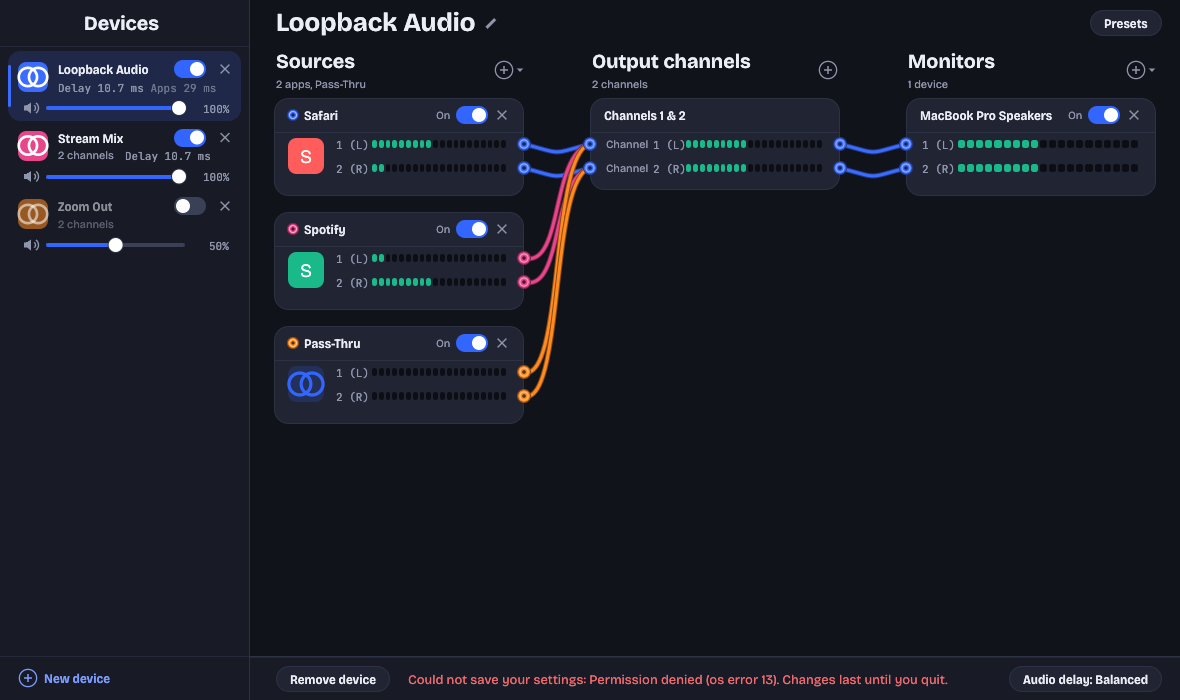 Devices
Loopback Audio
Delay 10.7 ms Apps 29 ms
100%
Stream Mix
2 channels Delay 10.7 ms
100%
Zoom Out
2 channels
50%
New device
Loopback Audio
Presets
Sources
2 apps, Pass-Thru
Output channels
2 channels
Monitors
1 device
Safari On
S
1 (L)
2 (R)
Spotify On
S
1 (L)
2 (R)
Pass-Thru On
1 (L)
2 (R)
Channels 1 & 2
Channel 1 (L)
Channel 2 (R)
MacBook Pro Speakers On
1 (L)
2 (R)
Remove device
Could not save your settings: Permission denied (os error 13). Changes last until you quit.
Audio delay: Balanced